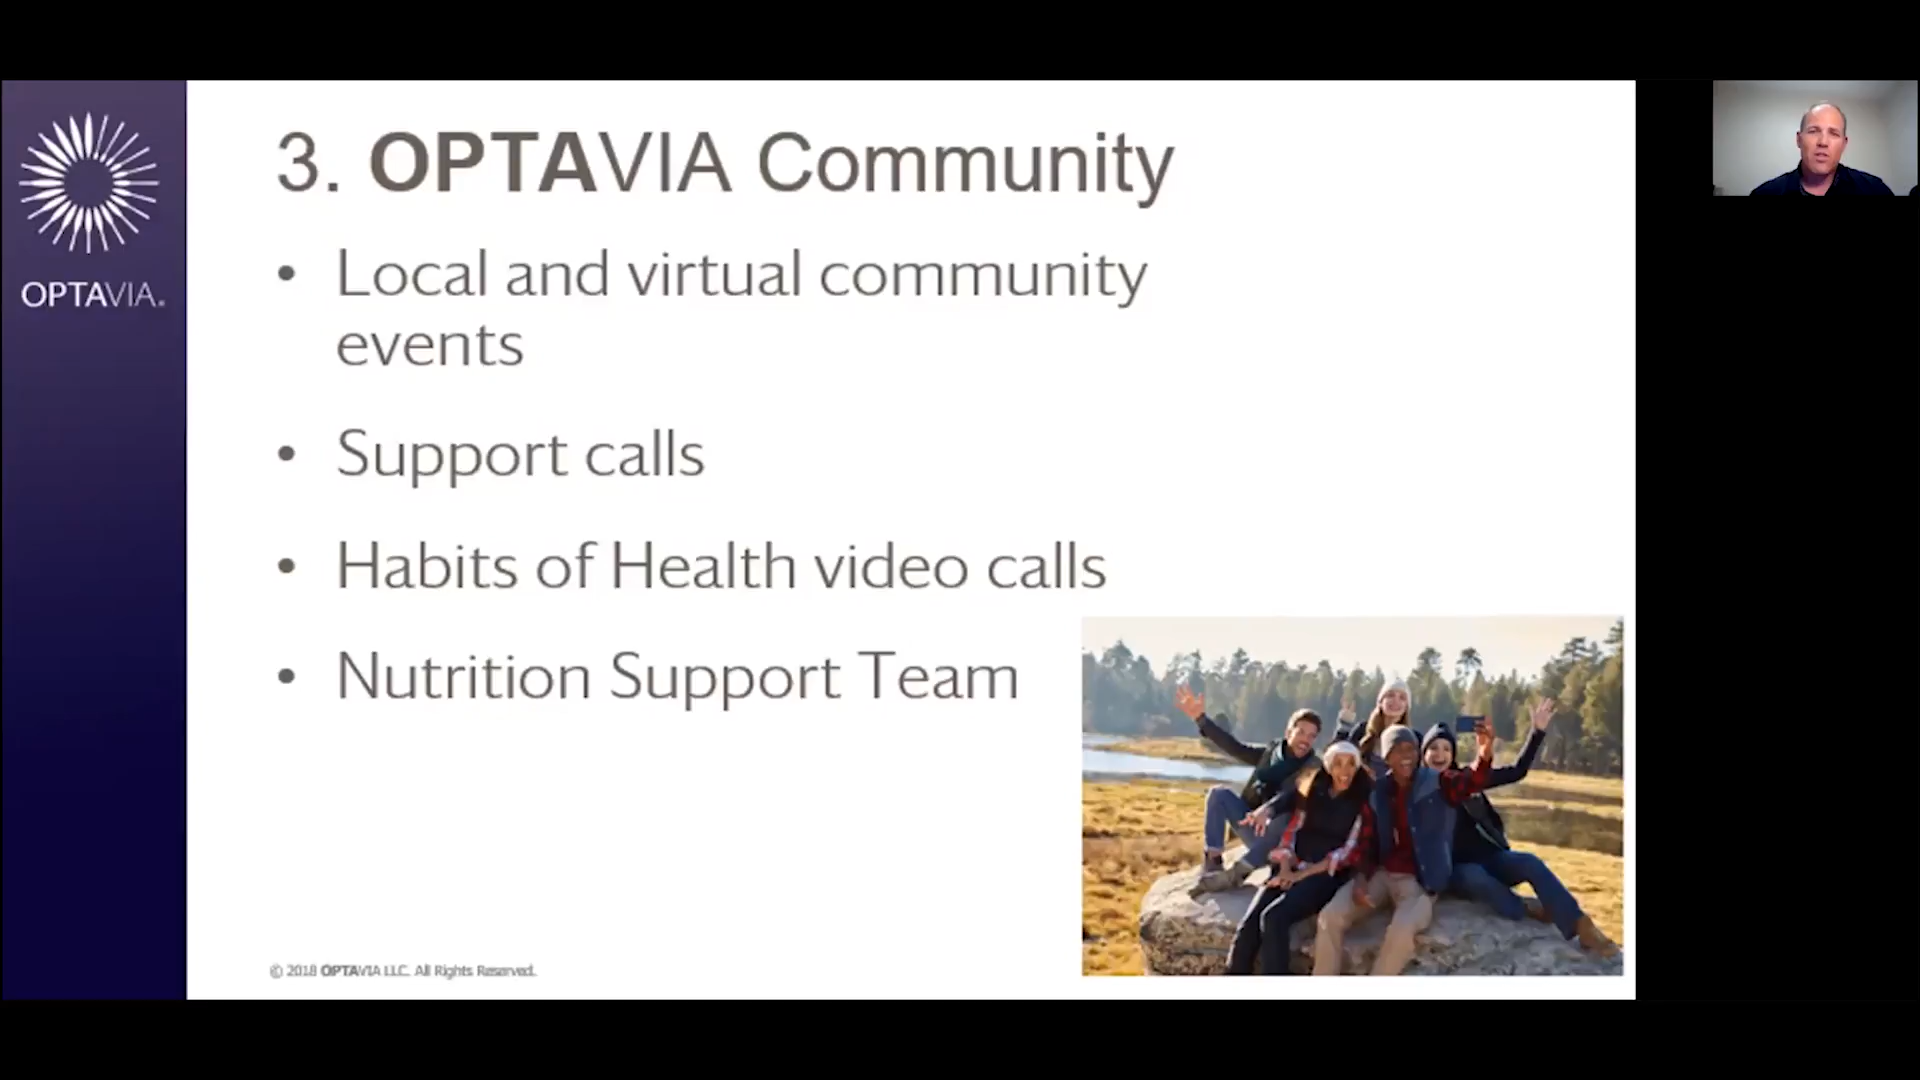 OPTAVIA.
3. OPTAVIA Community
• Local and virtual community
events
• Support calls
• Habits of Health video calls
• Nutrition Support Team
© 2018 OPTAVIA LLC. All Rights Reserved.